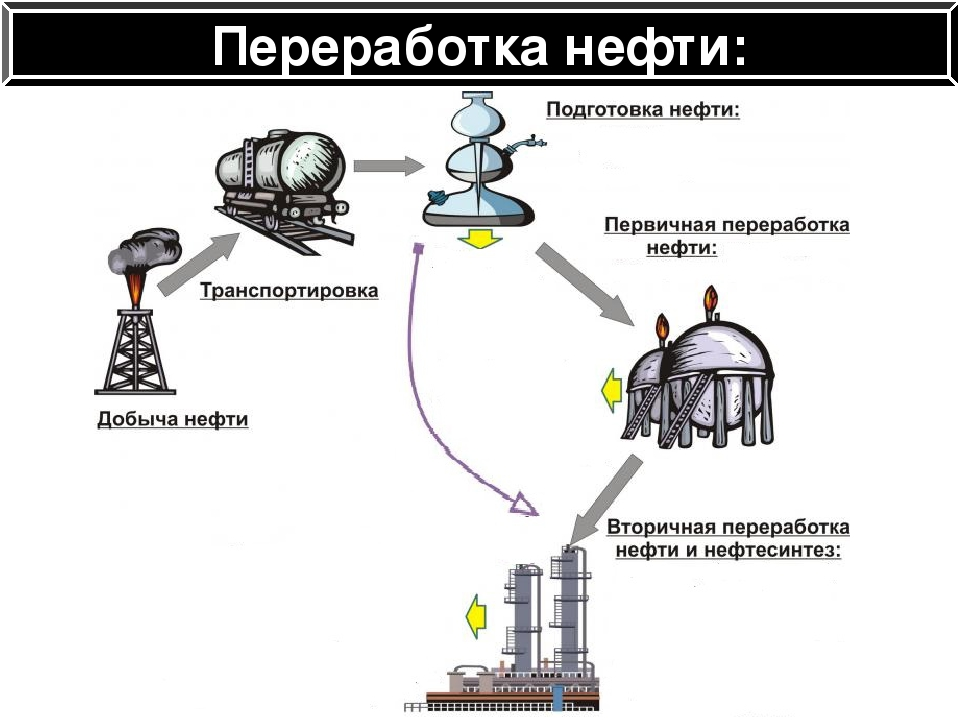 Переработка нефти:
Подготовка нефти:
Первичная переработка
нефти:
Транспортировка
Добыча нефти
Вторичная переработка
нефти и нефтесинтез: